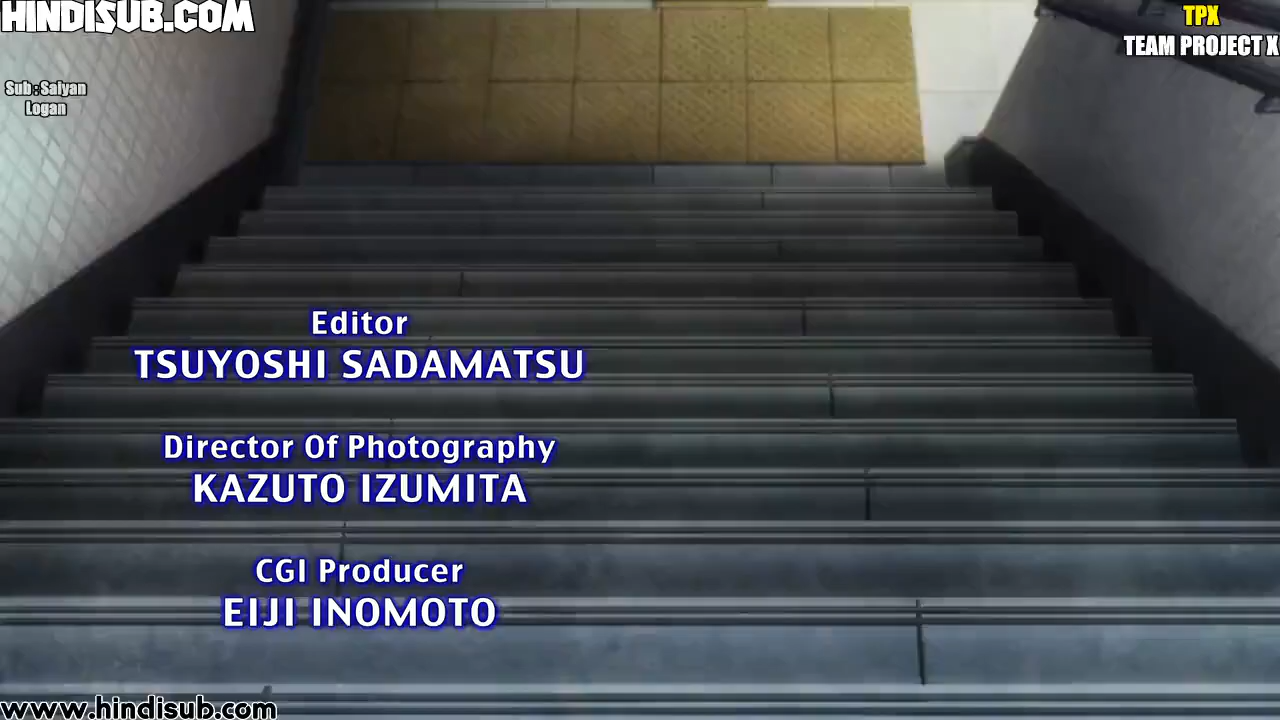 HINDISUB.COM
TPX
TEAM PROJECT X
Sub : Saiyan
Logan
Editor
TSUYOSHI SADAMATSU
Director Of Photography
KAZUTO IZUMITA
CGI Producer
EIJI INOMOTO
www.hindisub.com